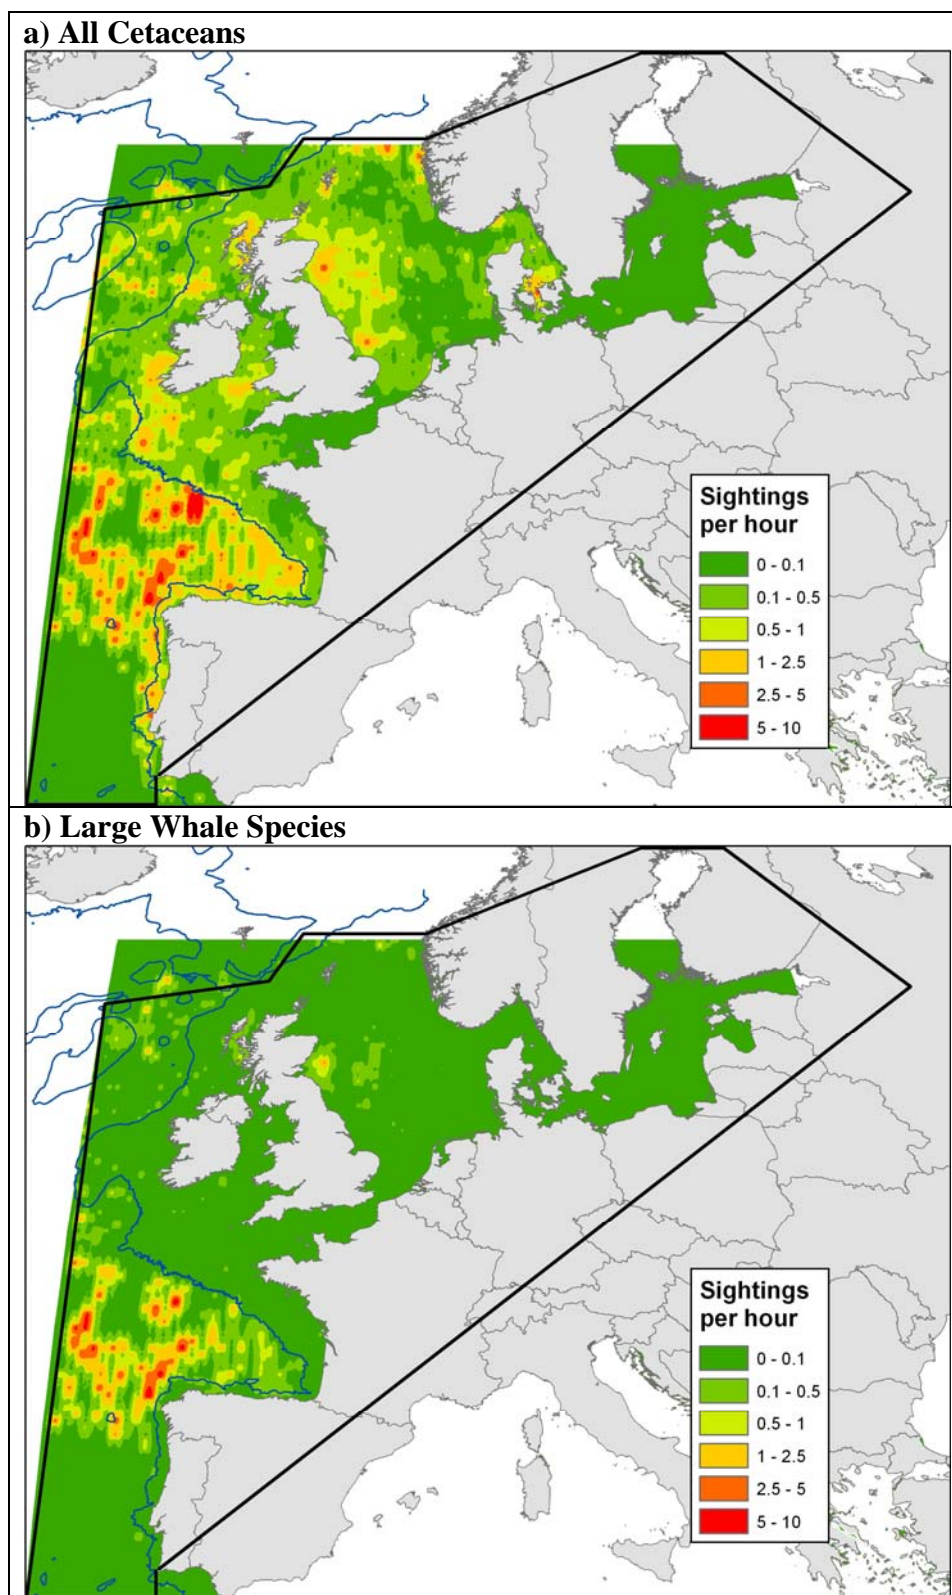 a) All Cetaceans
Sightings
per hour
0 - 0.1
0.1 - 0.5
0.5 - 1
1 - 2.5
2.5 - 5
5 - 10
b) Large Whale Species
Sightings
per hour
0 - 0.1
0.1 - 0.5
0.5 - 1
1 - 2.5
2.5 - 5
5 - 10